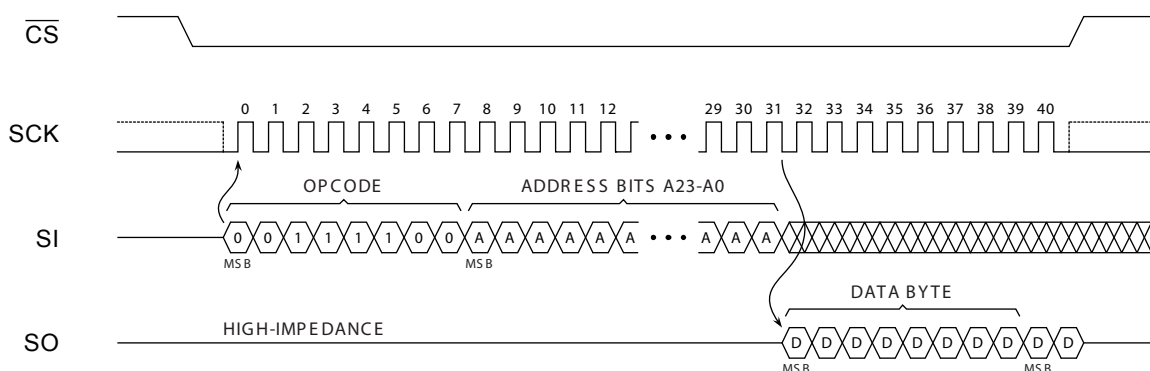 CS
0 1 2 3 4 5 6 7 8 9 10 11 12 29 30 31 32 33 34 35 36 37 38 39 40
SCK
OPCODE ADDRESS BITS A23-A0
SI 0 0 1 1 1 1 0 0 A A A A A A A A A
MSB MSB
DATA BYTE
HIGH-IMPEDANCE
SO D D D D D D D D D D
MSB MSB